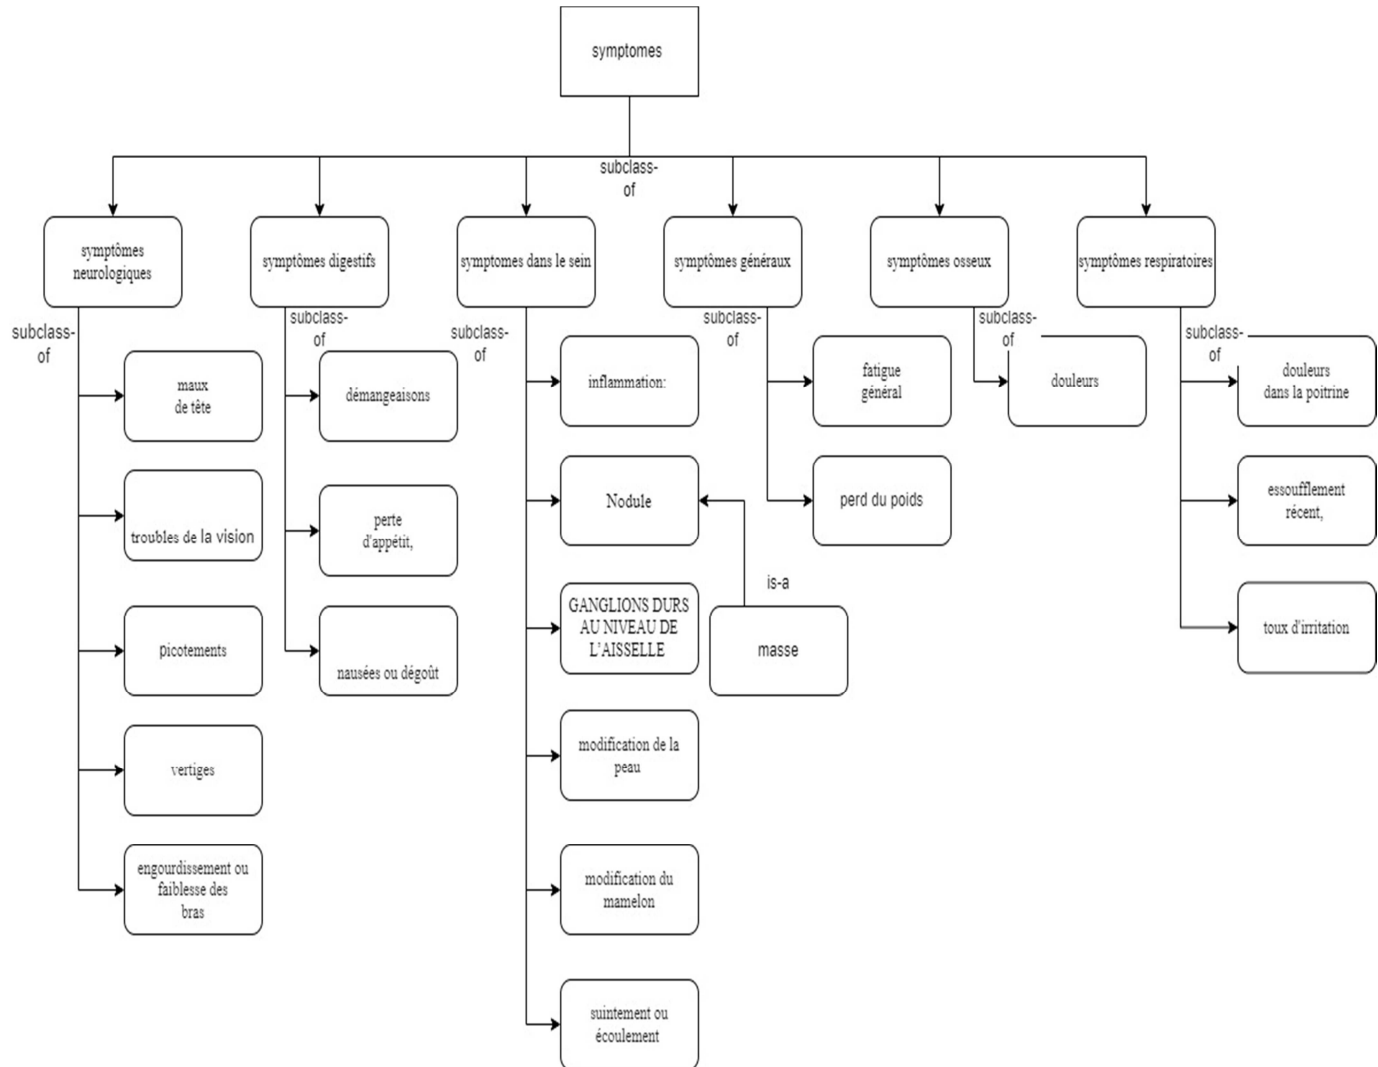 symptomes
subclass-
of
symptômes
neurologiques
symptômes digestifs
symptomes dans le sein
symptômes généraux
symptômes osseux
symptômes respiratoires
subclass-
of
maux
de tête
troubles de la vision
picotements
vertiges
engourdissement ou
faiblesse des
bras
subclass-
of
démangeaisons
perte
d'appétit,
nausées ou dégoût
subclass-
of
inflammation:
Nodule
is-a
masse
GANGLIONS DURS
AU NIVEAU DE
L'AISSELLE
modification de la
peau
modification du
mamelon
suintement ou
écoulement
subclass-
of
fatigue
général
perd du poids
subclass-
of
douleurs
subclass-
of
douleurs
dans la poitrine
essoufflement
récent,
toux d'irritation